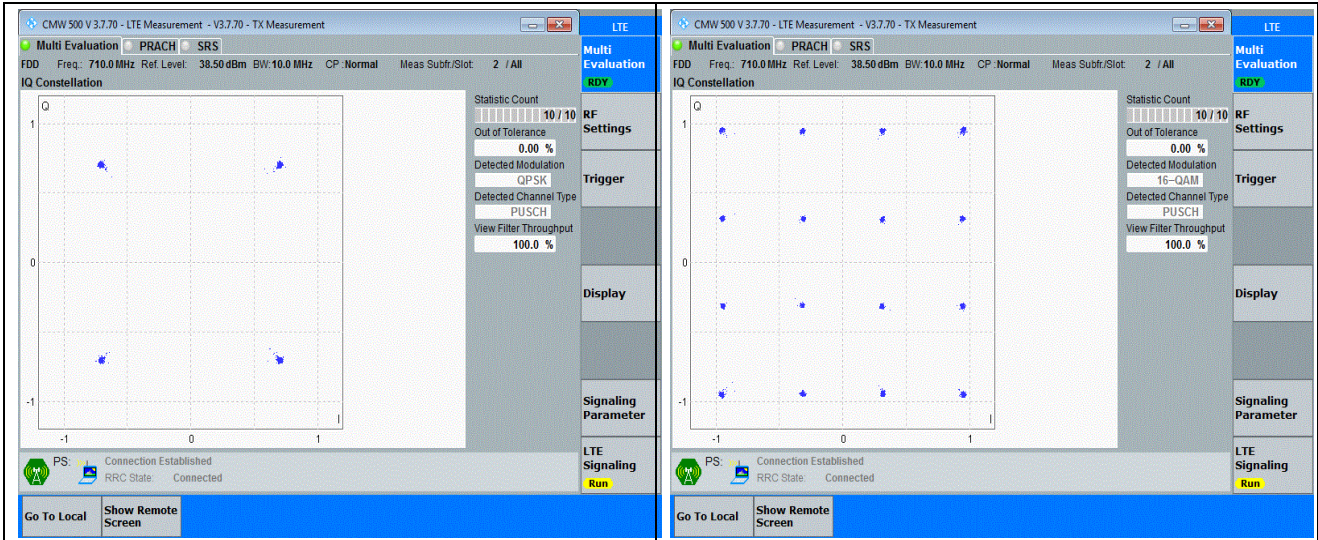 CMW 500 V 3.7.70 - LTE Measurement - V3.7.70 - TX Measurement
LTE
Multi Evaluation PRACH SRS
Multi
Evaluation
RDY
FDD Freq.: 710.0 MHz Ref. Level: 38.50 dBm BW: 10.0 MHz CP : Normal Meas Subfr./Slot: 2 / All
IQ Constellation
Q
1
0
-1
-1
0
1
I
Statistic Count
10 / 10
Out of Tolerance
0.00 %
Detected Modulation
QPSK
Detected Channel Type
PUSCH
View Filter Throughput
100.0 %
RF
Settings
Trigger
Display
Signaling
Parameter
LTE
Signaling
Run
PS: Connection Established
RRC State: Connected
Go To Local
Show Remote
Screen
CMW 500 V 3.7.70 - LTE Measurement - V3.7.70 - TX Measurement
LTE
Multi Evaluation PRACH SRS
Multi
Evaluation
RDY
FDD Freq.: 710.0 MHz Ref. Level: 38.50 dBm BW: 10.0 MHz CP : Normal Meas Subfr./Slot: 2 / All
IQ Constellation
Q
1
0
-1
-1
0
1
I
Statistic Count
10 / 10
Out of Tolerance
0.00 %
Detected Modulation
16-QAM
Detected Channel Type
PUSCH
View Filter Throughput
100.0 %
RF
Settings
Trigger
Display
Signaling
Parameter
LTE
Signaling
Run
PS: Connection Established
RRC State: Connected
Go To Local
Show Remote
Screen